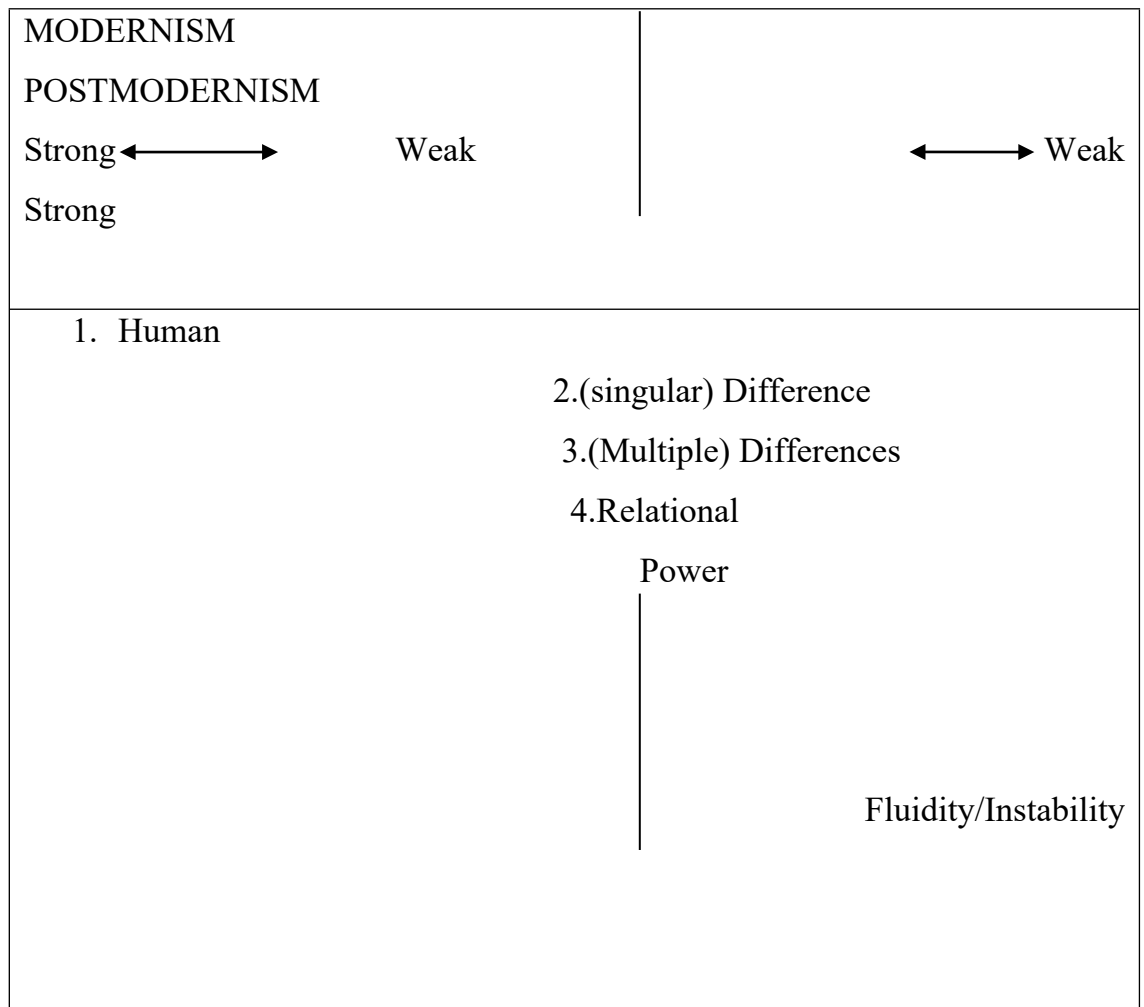 MODERNISM
POSTMODERNISM
Strong Weak Weak
Strong
1. Human
2.(singular) Difference
3.(Multiple) Differences
4.Relational
Power
Fluidity/Instability